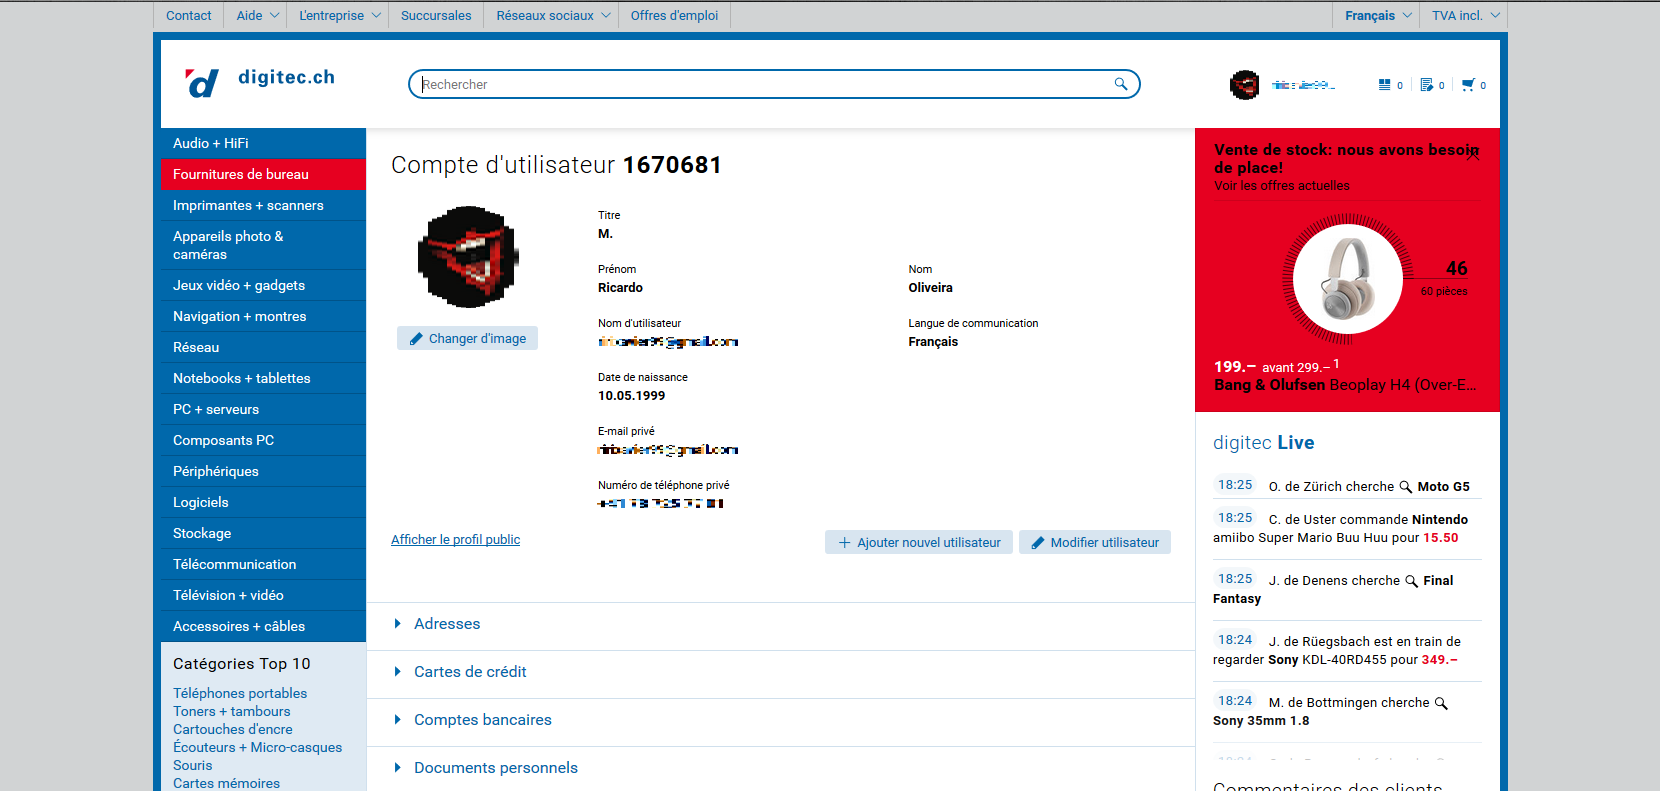 Contact Aide L'entreprise Succursales Réseaux sociaux Offres d'emploi Français TVA incl.
digitec.ch
Rechercher
0 0 0
Audio + HiFi
Fournitures de bureau
Imprimantes + scanners
Appareils photo &
caméras
Jeux vidéo + gadgets
Navigation + montres
Réseau
Notebooks + tablettes
PC + serveurs
Composants PC
Périphériques
Logiciels
Stockage
Télécommunication
Télévision + vidéo
Accessoires + câbles
Catégories Top 10
Téléphones portables
Toners + tambours
Cartouches d'encre
Écouteurs + Micro-casques
Souris
Cartes mémoires
Compte d'utilisateur 1670681
Changer d'image
Titre
M.
Prénom
Ricardo
Nom
Oliveira
Nom d'utilisateur
Langue de communication
Français
Date de naissance
10.05.1999
E-mail privé
Numéro de téléphone privé
Afficher le profil public
Ajouter nouvel utilisateur
Modifier utilisateur
Adresses
Cartes de crédit
Comptes bancaires
Documents personnels
Vente de stock: nous avons besoin
de place!
Voir les offres actuelles
46
60 pièces
199.– avant 299.– 1
Bang & Olufsen Beoplay H4 (Over-E...
digitec Live
18:25 O. de Zürich cherche Moto G5
18:25 C. de Uster commande Nintendo
amiibo Super Mario Buu Huu pour 15.50
18:25 J. de Denens cherche Final
Fantasy
18:24 J. de Rüegsbach est en train de
regarder Sony KDL-40RD455 pour 349.–
18:24 M. de Bottmingen cherche
Sony 35mm 1.8
Commentaires des clients